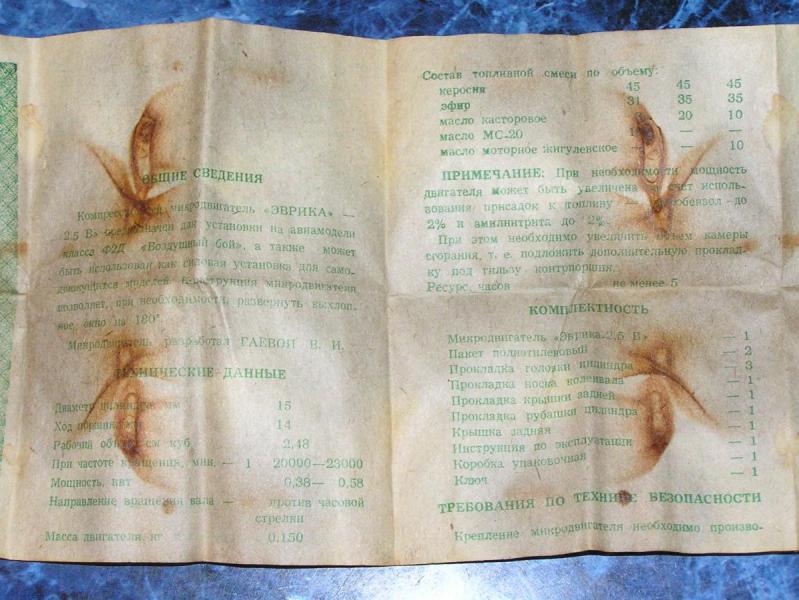 ОБЩИЕ СВЕДЕНИЯ
Компрессионный микродвигатель «ЭВРИКА» —
2.5 В» предназначен для установки на авиамодели
класса Ф2Д «Воздушный бой», а также может
быть использован как силовая установка для само-
движущихся моделей. Конструкция микродвигателя
позволяет, при необходимости, развернуть выхлоп-
ное окно на 180°.
Микродвигатель разработал ГАЕВОИ В. И.
ТЕХНИЧЕСКИЕ ДАННЫЕ
Диаметр цилиндра, мм 15
Ход поршня, мм 14
Рабочий объем, см куб 2,48
При частоте вращения, мин. — 1 20000—23000
Мощность, квт 0,38— 0,58
Направление вращения вала — против часовой
стрелки
Масса двигателя, кг 0.150
Состав топливной смеси по объему:
керосин 45 45 45
эфир 31 35 35
масло касторовое 20 10
масло МС-20 — —
масло моторное жигулевское — — 10
ПРИМЕЧАНИЕ: При необходимости мощность
двигателя может быть увеличена за счет исполь-
зования присадок к топливу — до
2% и амилнитрита до 2%.
При этом необходимо увеличить объем камеры
сгорания, т. е. подложить дополнительную проклад-
ку под гильзу контрпоршня.
Ресурс, часов не менее 5
КОМПЛЕКТНОСТЬ
Микродвигатель «Эврика-2,5 В» — 1
Пакет полиэтиленовый — 2
Прокладка головки цилиндра — 3
Прокладка носка коленвала — 1
Прокладка крышки задней — 1
Прокладка рубашки цилиндра — 1
Крышка задняя — 1
Инструкция по эксплуатации — 1
Коробка упаковочная — 1
Ключ — 1
ТРЕБОВАНИЯ ПО ТЕХНИКЕ БЕЗОПАСНОСТИ
Крепление микродвигателя необходимо произво-